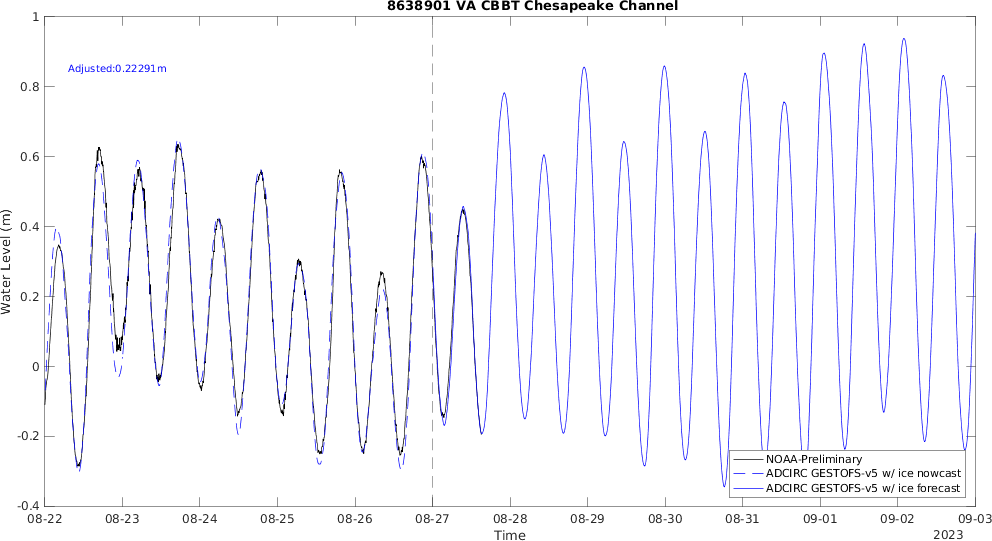 8638901 VA CBBT Chesapeake Channel
Adjusted:0.22291m
Water Level (m)
1
0.8
0.6
0.4
0.2
0
-0.2
-0.4
NOAA-Preliminary
ADCIRC GESTOFS-v5 w/ ice nowcast
ADCIRC GESTOFS-v5 w/ ice forecast
08-22 08-23 08-24 08-25 08-26 08-27 08-28 08-29 08-30 08-31 09-01 09-02 09-03
Time
2023